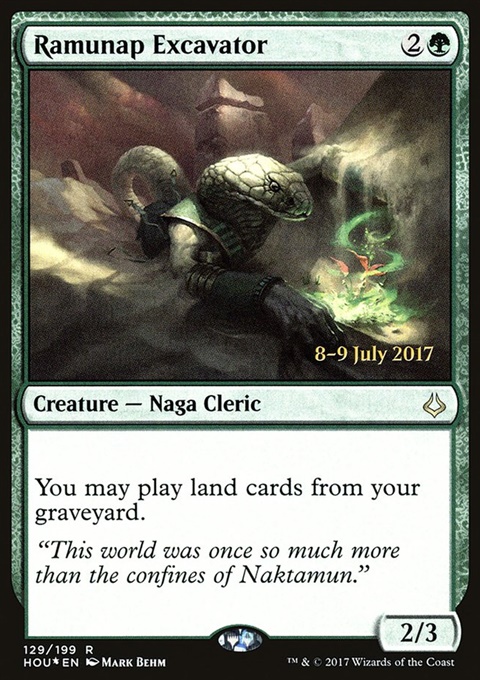 Ramunap Excavator 2
8–9 July 2017
Creature — Naga Cleric
You may play land cards from your
graveyard.
“This world was once so much more
than the confines of Naktamun.”
2/3
129/199 R
HOU★EN Mark Behm
™ & © 2017 Wizards of the Coast